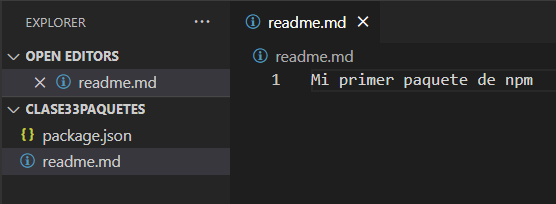 EXPLORER ...
OPEN EDITORS
readme.md
CLASE33PAQUETES
{} package.json
readme.md
readme.md
readme.md
1 Mi primer paquete de npm